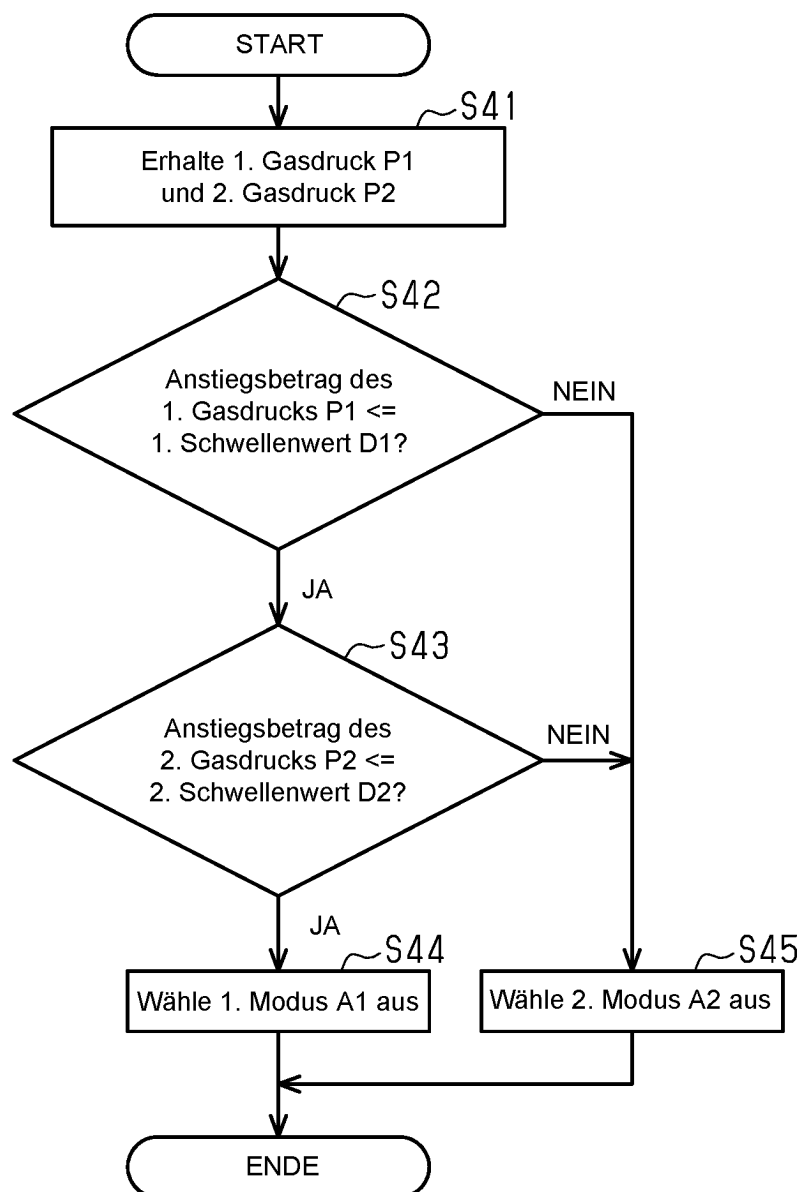 START
S41
Erhalte 1. Gasdruck P1
und 2. Gasdruck P2
S42
Anstiegsbetrag des
1. Gasdrucks P1 <=
1. Schwellenwert D1?
NEIN
JA
S43
Anstiegsbetrag des
2. Gasdrucks P2 <=
2. Schwellenwert D2?
NEIN
JA
S44
Wähle 1. Modus A1 aus
S45
Wähle 2. Modus A2 aus
ENDE